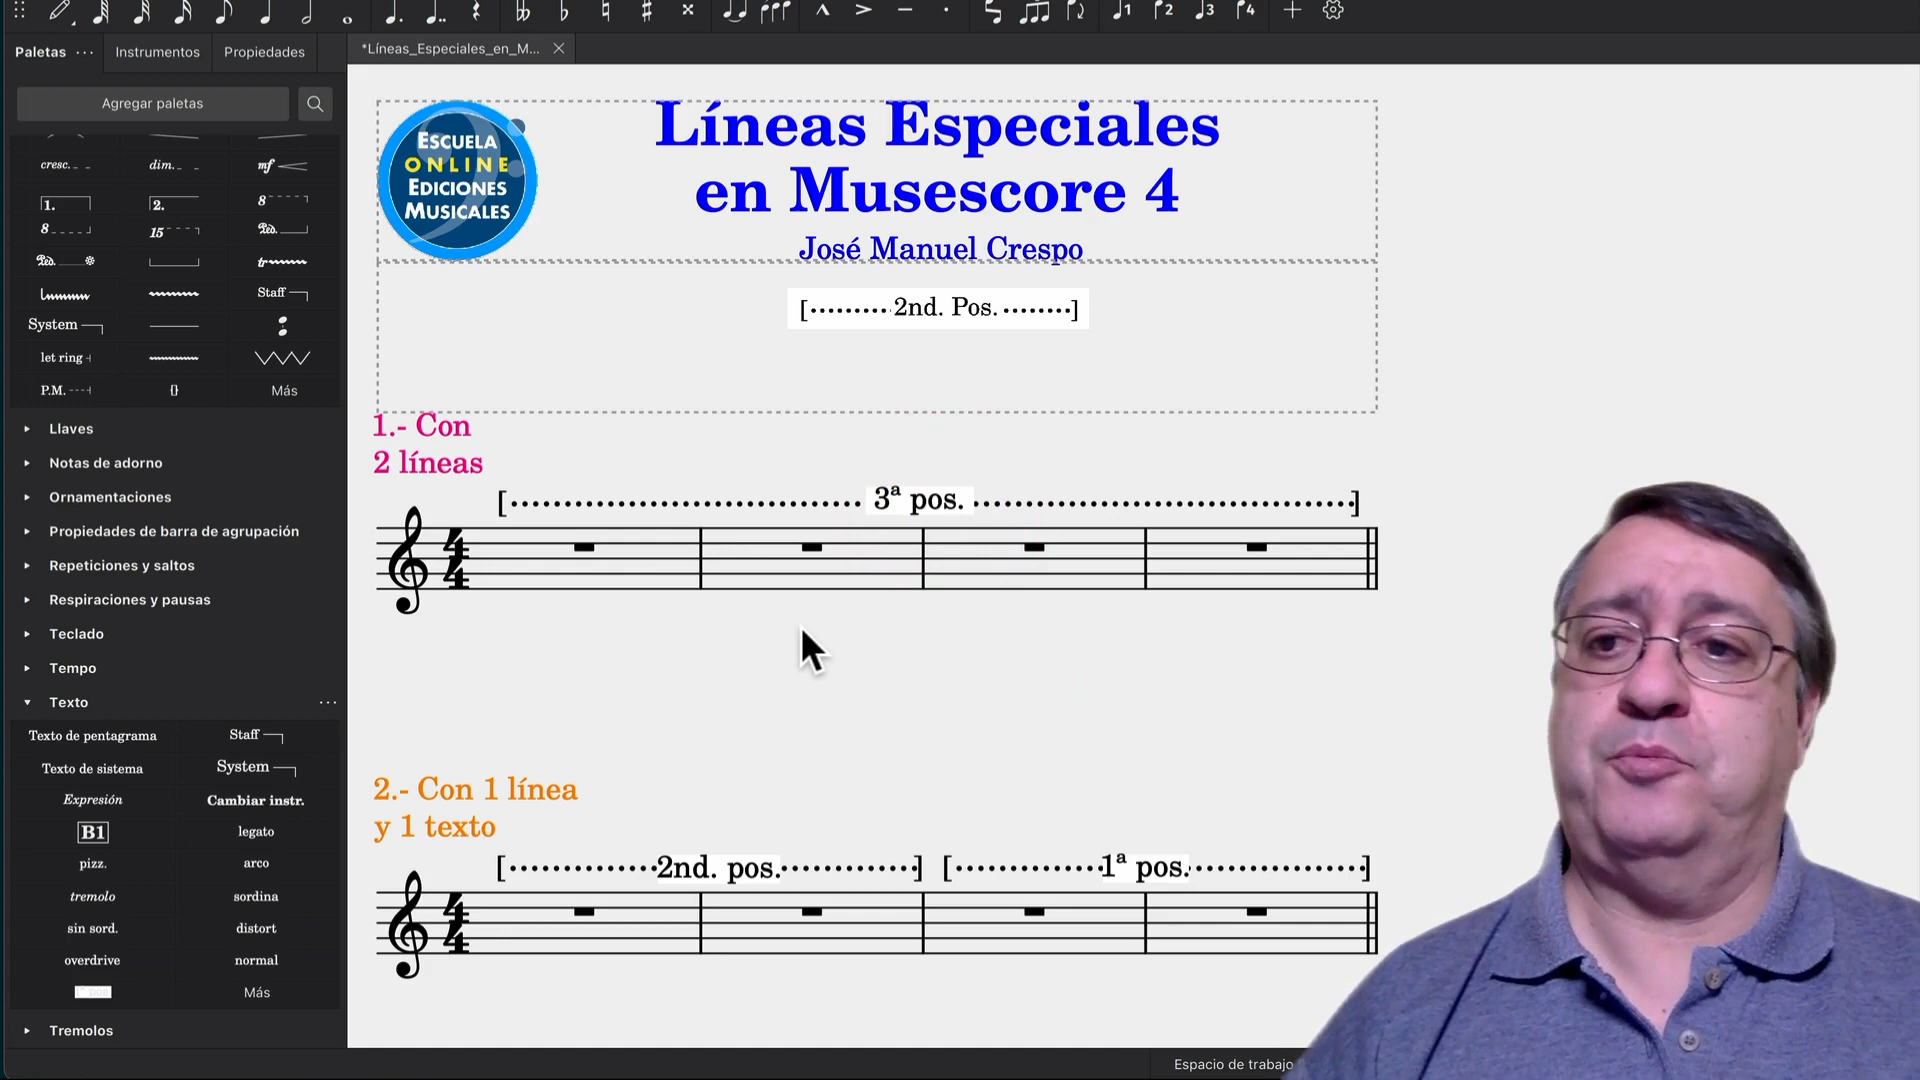 Paletas ...
Instrumentos
Propiedades
*Líneas_Especiales_en_M...
Agregar paletas
cresc.
dim.
mf
1.
2.
8
8
15
Ped.
Ped.
tr
Staff
System
let ring
P.M.
{}
Más
Llaves
Notas de adorno
Ornamentaciones
Propiedades de barra de agrupación
Repeticiones y saltos
Respiraciones y pausas
Teclado
Tempo
Texto ...
Texto de pentagrama
Staff
Texto de sistema
System
Expresión
Cambiar instr.
B1
legato
pizz.
arco
tremolo
sordina
sin sord.
distort
overdrive
normal
Más
Tremolos
ESCUELA
ONLINE
EDICIONES
MUSICALES
Líneas Especiales
en Musescore 4
José Manuel Crespo
[.........2nd. Pos.........]
1.- Con
2 líneas
3ª pos.
2.- Con 1 línea
y 1 texto
2nd. pos.
1ª pos.
Espacio de trabajo